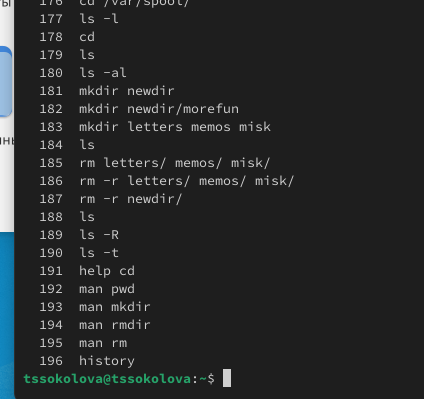 ты
176 cd /var/spool/
177 ls -l
178 cd
179 ls
180 ls -al
181 mkdir newdir
182 mkdir newdir/morefun
183 mkdir letters memos misk
184 ls
185 rm letters/ memos/ misk/
186 rm -r letters/ memos/ misk/
187 rm -r newdir/
188 ls
189 ls -R
190 ls -t
191 help cd
192 man pwd
193 man mkdir
194 man rmdir
195 man rm
196 history
tssokolova@tssokolova:~$